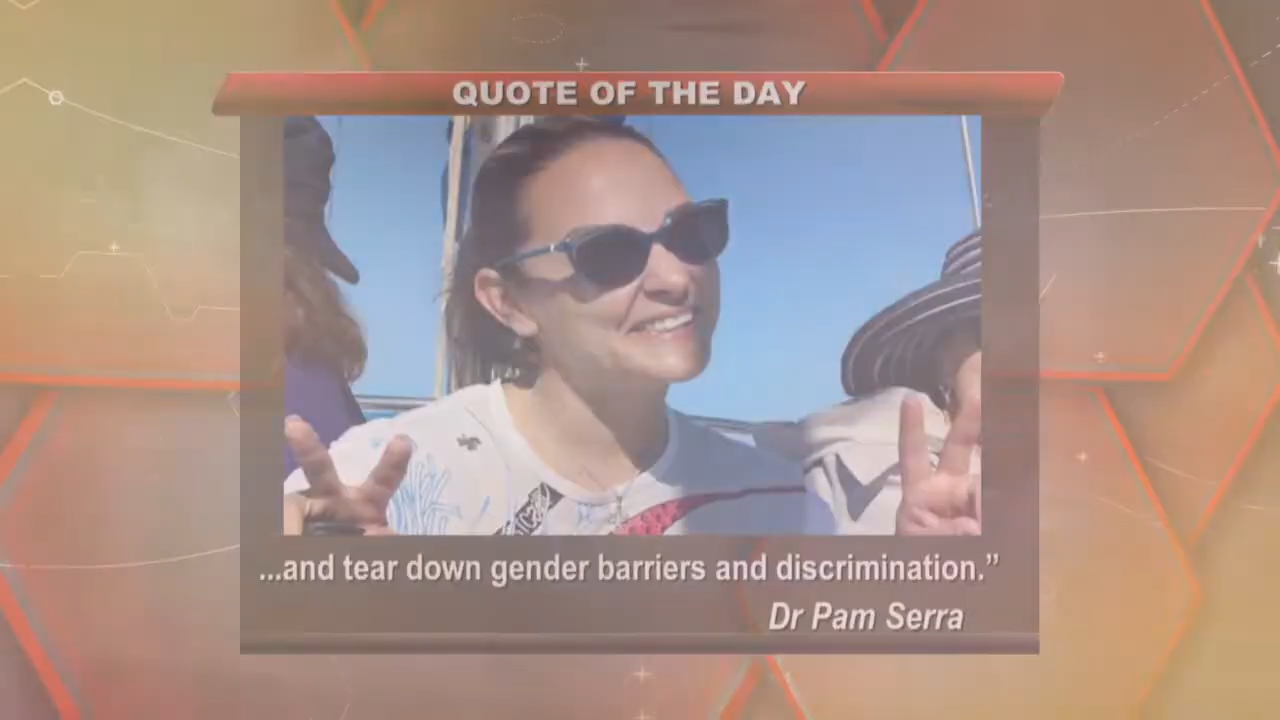 QUOTE OF THE DAY
...and tear down gender barriers and discrimination.”
Dr Pam Serra